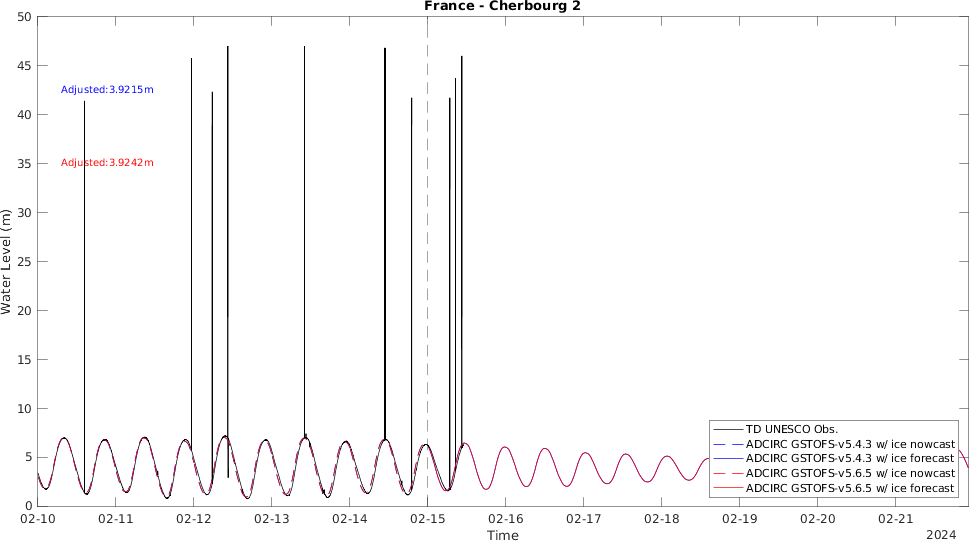 France - Cherbourg 2
50
45
40
35
30
25
20
15
10
5
0
Water Level (m)
Adjusted:3.9215m
Adjusted:3.9242m
TD UNESCO Obs.
ADCIRC GSTOFS-v5.4.3 w/ ice nowcast
ADCIRC GSTOFS-v5.4.3 w/ ice forecast
ADCIRC GSTOFS-v5.6.5 w/ ice nowcast
ADCIRC GSTOFS-v5.6.5 w/ ice forecast
02-10 02-11 02-12 02-13 02-14 02-15 02-16 02-17 02-18 02-19 02-20 02-21
Time
2024